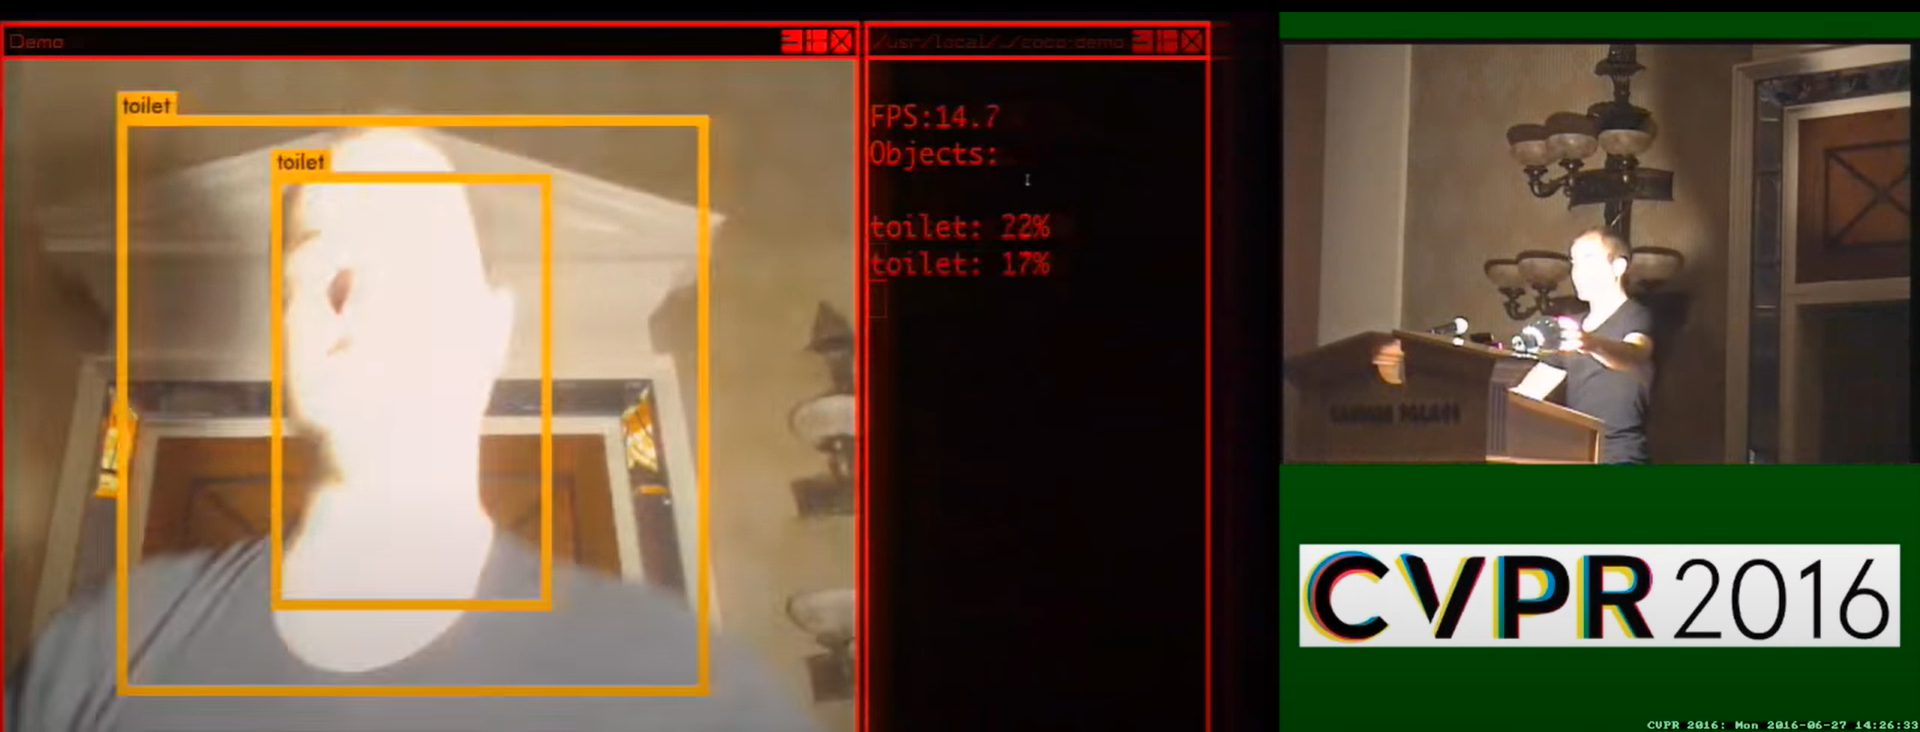 Demo
/usr/local/./coco-demo
toilet
toilet
FPS:14.7
Objects:
toilet: 22%
toilet: 17%
CVPR 2016
CVPR 2016: Mon 2016-06-27 14:26:33